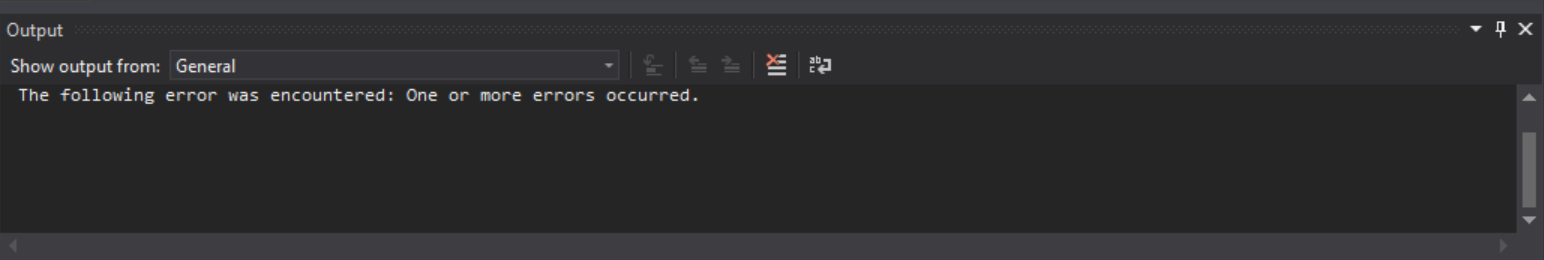 Output
Show output from: General
The following error was encountered: One or more errors occurred.